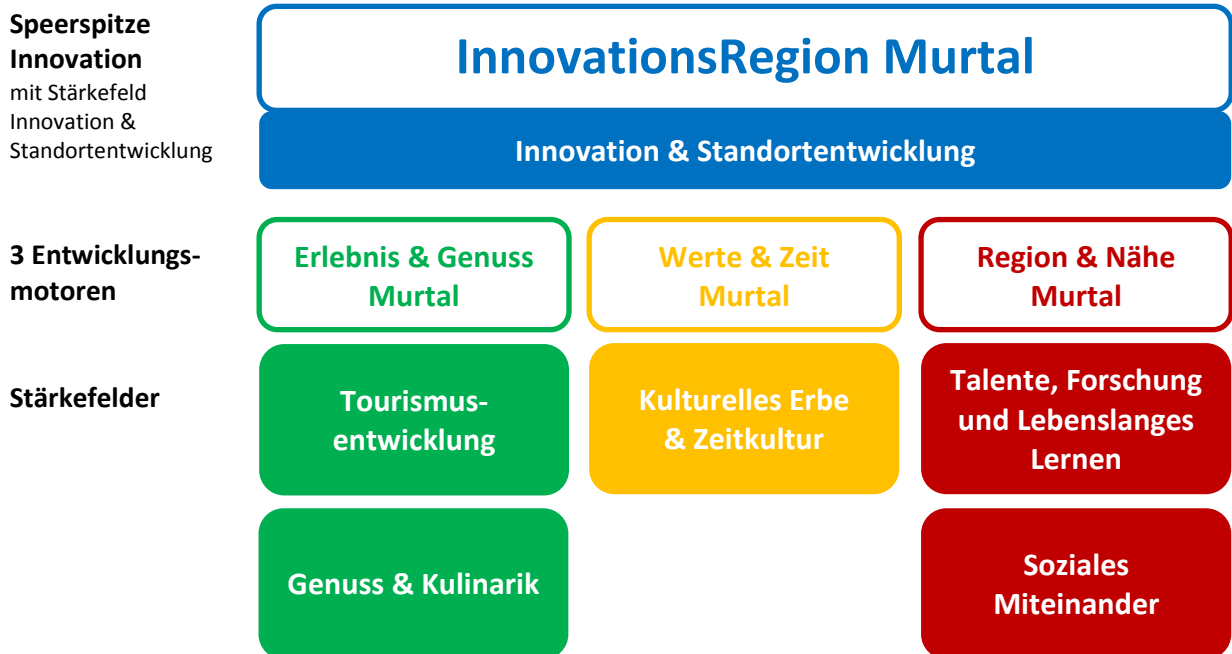 Speerspitze
Innovation
mit Stärkefeld
Innovation &
Standortentwicklung
InnovationsRegion Murtal
Innovation & Standortentwicklung
3 Entwicklungs-
motoren
Erlebnis & Genuss
Murtal
Werte & Zeit
Murtal
Region & Nähe
Murtal
Stärkefelder
Tourismus-
entwicklung
Kulturelles Erbe
& Zeitkultur
Talente, Forschung
und Lebenslanges
Lernen
Genuss & Kulinarik
Soziales
Miteinander